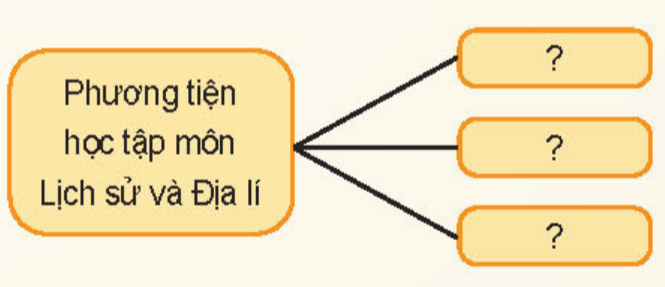 Phương tiện
học tập môn
Lịch sử và Địa lí
?
?
?